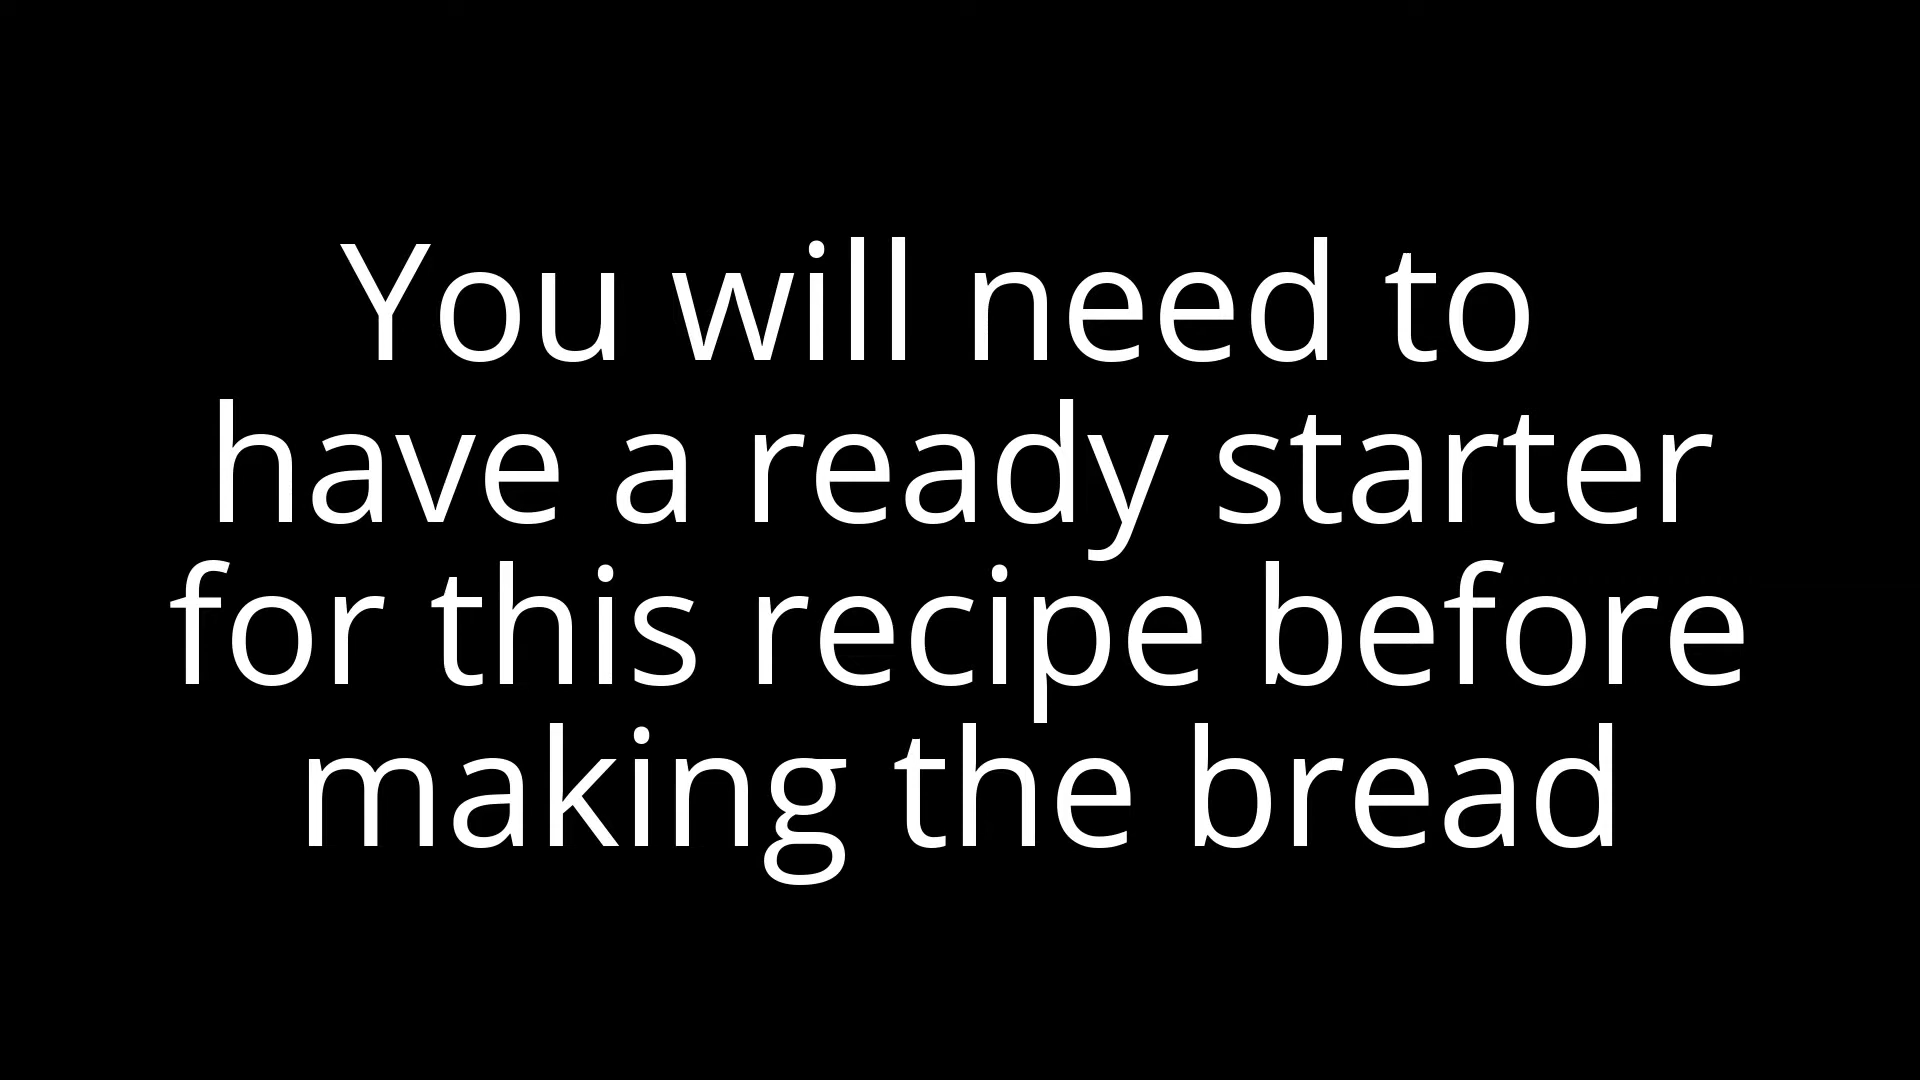 You will need to
have a ready starter
for this recipe before
making the bread